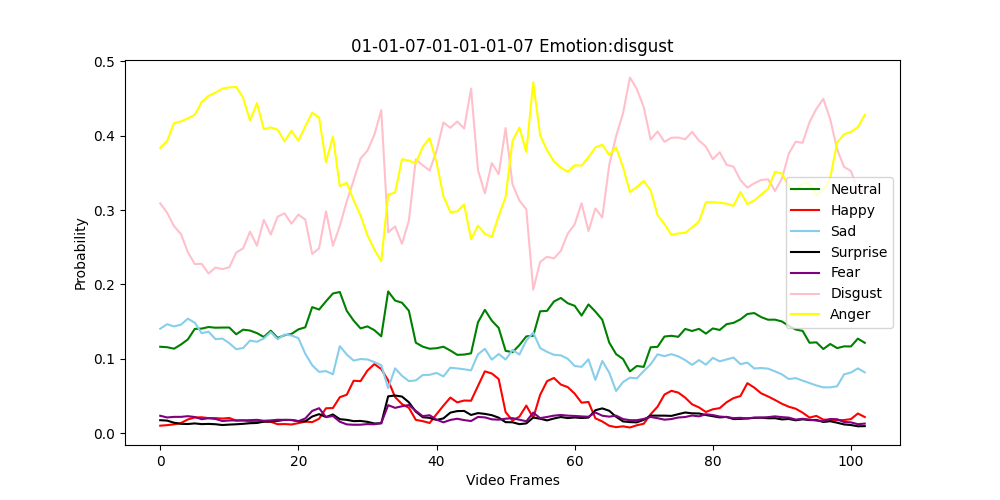 01-01-07-01-01-01-07 Emotion:disgust
0.5
0.4
0.3
0.2
0.1
0.0
Probability
0 20 40 60 80 100
Video Frames
Neutral
Happy
Sad
Surprise
Fear
Disgust
Anger